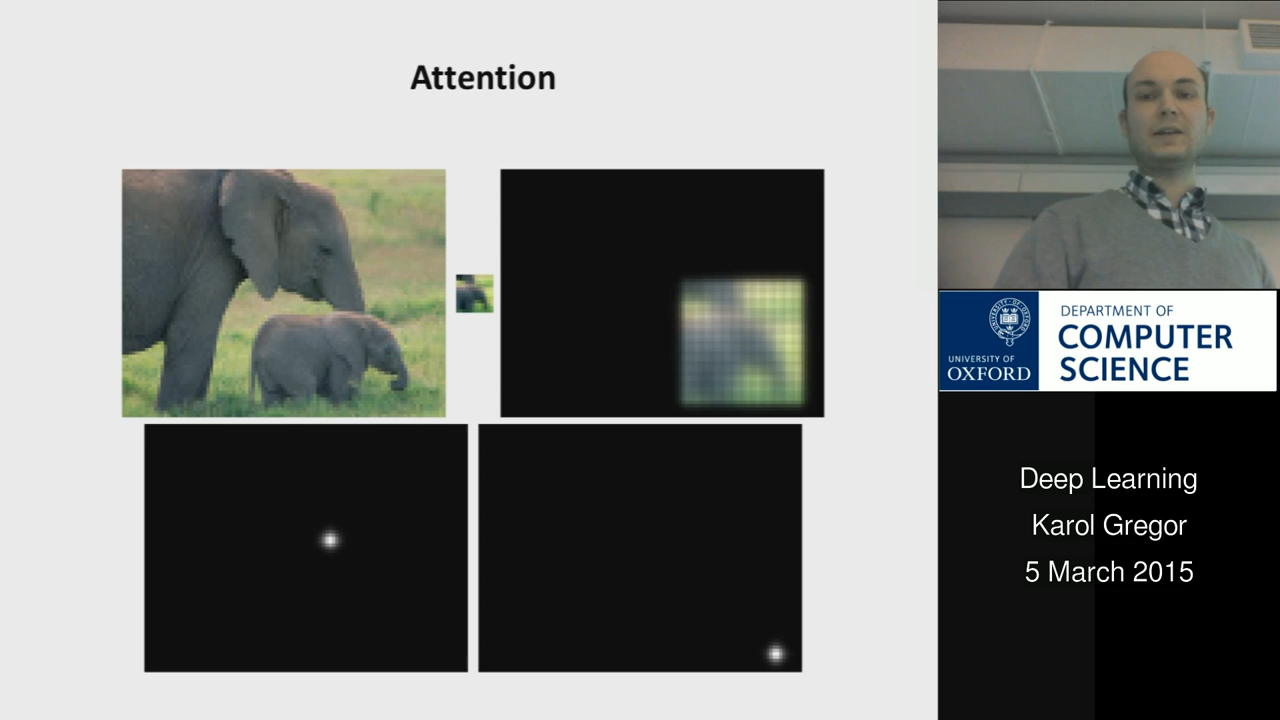 Attention
UNIVERSITY OF
OXFORD
DEPARTMENT OF
COMPUTER
SCIENCE
Deep Learning
Karol Gregor
5 March 2015